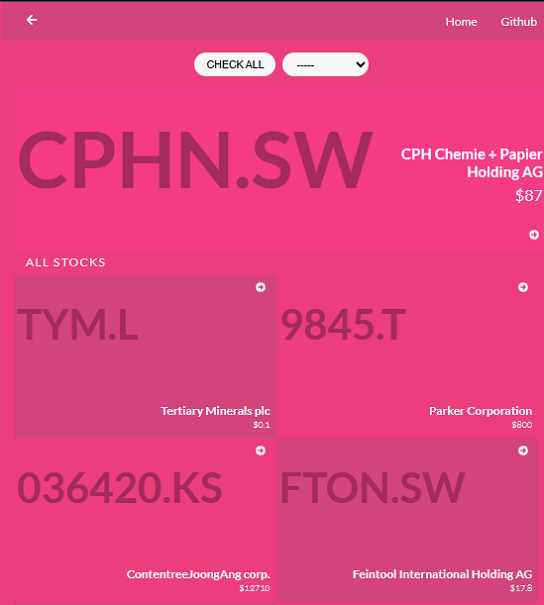 Home Github
CHECK ALL -----
CPHN.SW
CPH Chemie + Papier
Holding AG
$87
ALL STOCKS
TYM.L
Tertiary Minerals plc
$0.1
9845.T
Parker Corporation
$800
036420.KS
ContentreeJoongAng corp.
$12710
FTON.SW
Feintool International Holding AG
$17.8